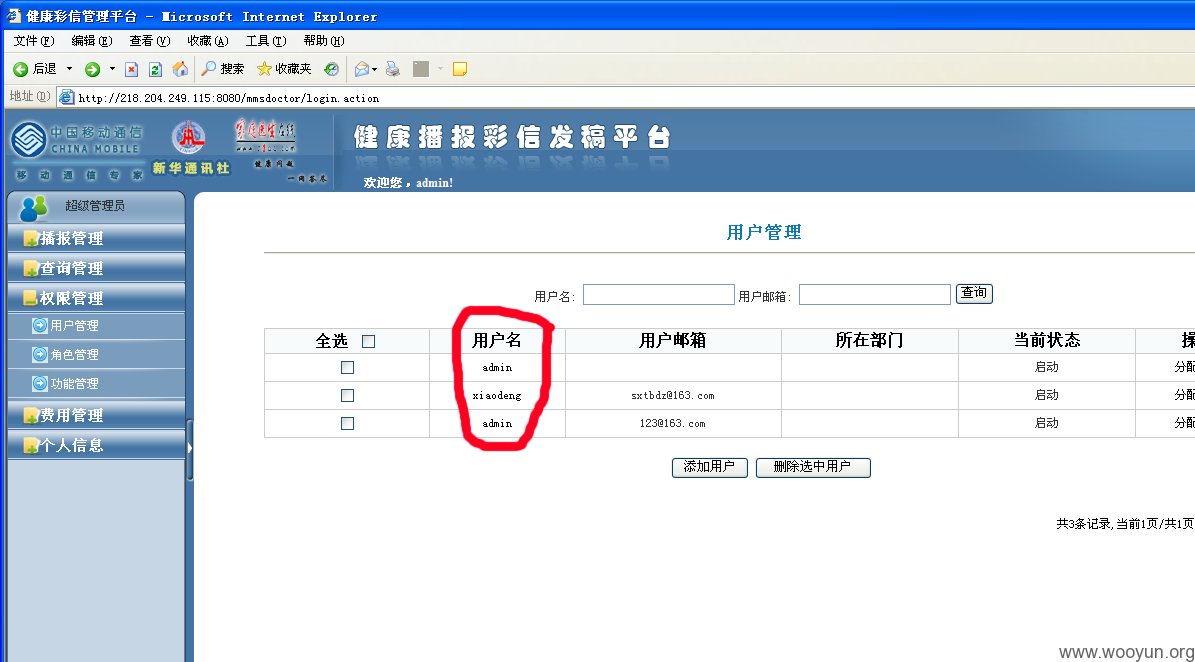 健康彩信管理平台 - Microsoft Internet Explorer
文件(F) 编辑(E) 查看(V) 收藏(A) 工具(T) 帮助(H)
后退 搜索 收藏夹
地址(D) http://218.204.249.115:8080/mmsdoctor/login.action
中国移动通信
CHINA MOBILE
移动通信专家
新华通讯社
健康问题
一网答尽
健康播报彩信发稿平台
欢迎您，admin!
超级管理员
播报管理
查询管理
权限管理
用户管理
角色管理
功能管理
费用管理
个人信息
用户管理
用户名: 用户邮箱: 查询
全选 用户名 用户邮箱 所在部门 当前状态 操
admin 启动 分配
xiaodeng sxtbdz@163.com 启动 分配
admin 123@163.com 启动 分配
添加用户 删除选中用户
共3条记录,当前1页/共1页
www.wooyun.org